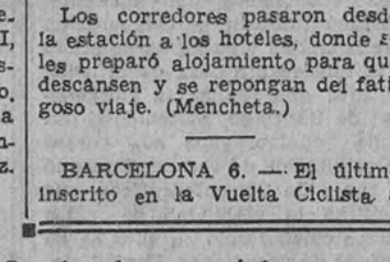 Los corredores pasaron desd
la estación a los hoteles, donde s
les preparó alojamiento para qu
descansen y se repongan del fati
goso viaje. (Mencheta.)
BARCELONA 6. — El últim
inscrito en la Vuelta Ciclista